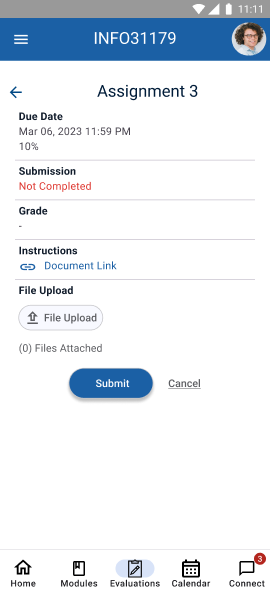 11:11
INFO31179
Assignment 3
Due Date
Mar 06, 2023 11:59 PM
10%
Submission
Not Completed
Grade
-
Instructions
Document Link
File Upload
File Upload
(0) Files Attached
Submit Cancel
3
Home Modules Evaluations Calendar Connect